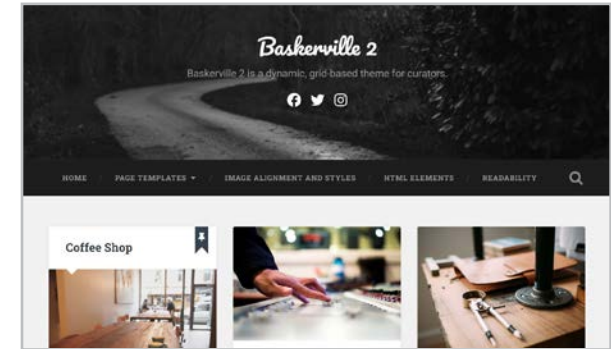 Baskerville 2
Baskerville 2 is a dynamic, grid-based theme for curators.
HOME / PAGE TEMPLATES / IMAGE ALIGNMENT AND STYLES / HTML ELEMENTS / READABILITY
Coffee Shop